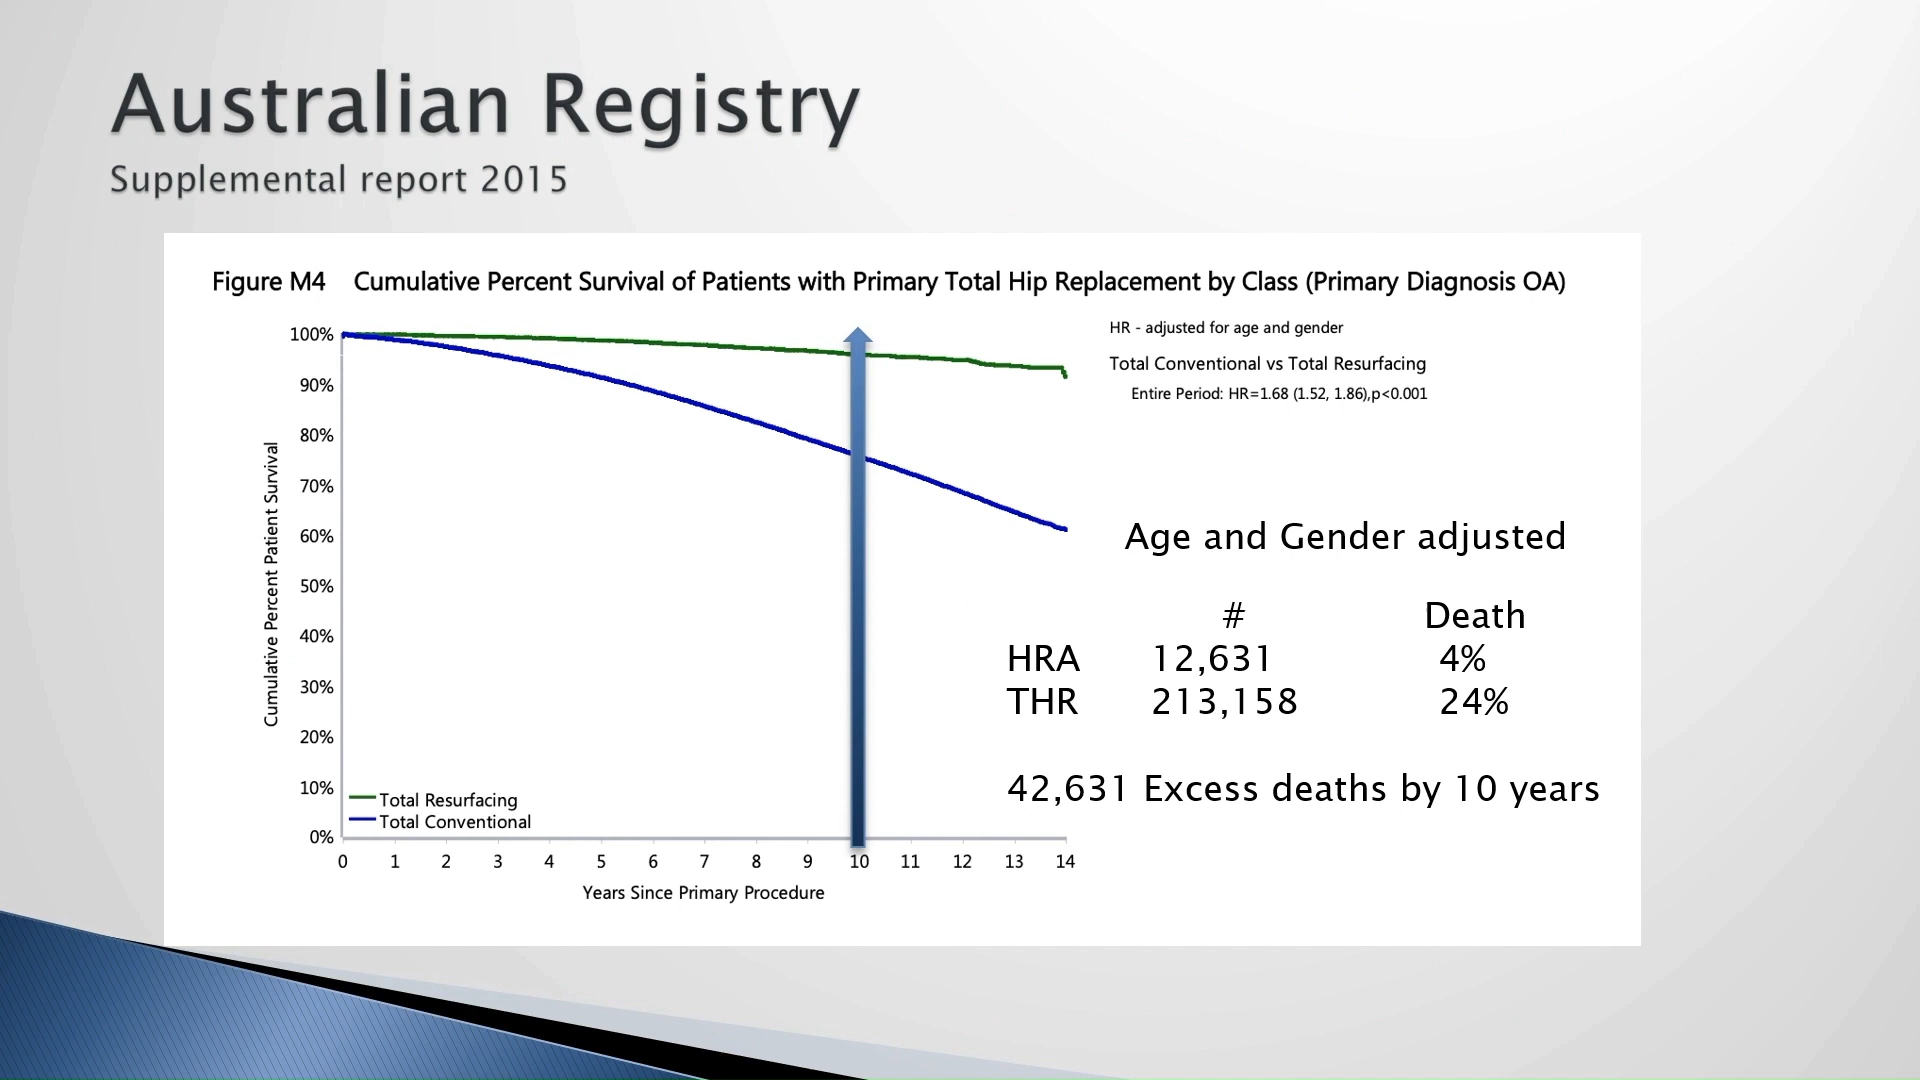 Australian Registry
Supplemental report 2015
Figure M4 Cumulative Percent Survival of Patients with Primary Total Hip Replacement by Class (Primary Diagnosis OA)
HR - adjusted for age and gender
Total Conventional vs Total Resurfacing
Entire Period: HR=1.68 (1.52, 1.86),p<0.001
Cumulative Percent Patient Survival
100%
90%
80%
70%
60%
50%
40%
30%
20%
10%
0%
Total Resurfacing
Total Conventional
0 1 2 3 4 5 6 7 8 9 10 11 12 13 14
Years Since Primary Procedure
Age and Gender adjusted
# Death
HRA 12,631 4%
THR 213,158 24%
42,631 Excess deaths by 10 years